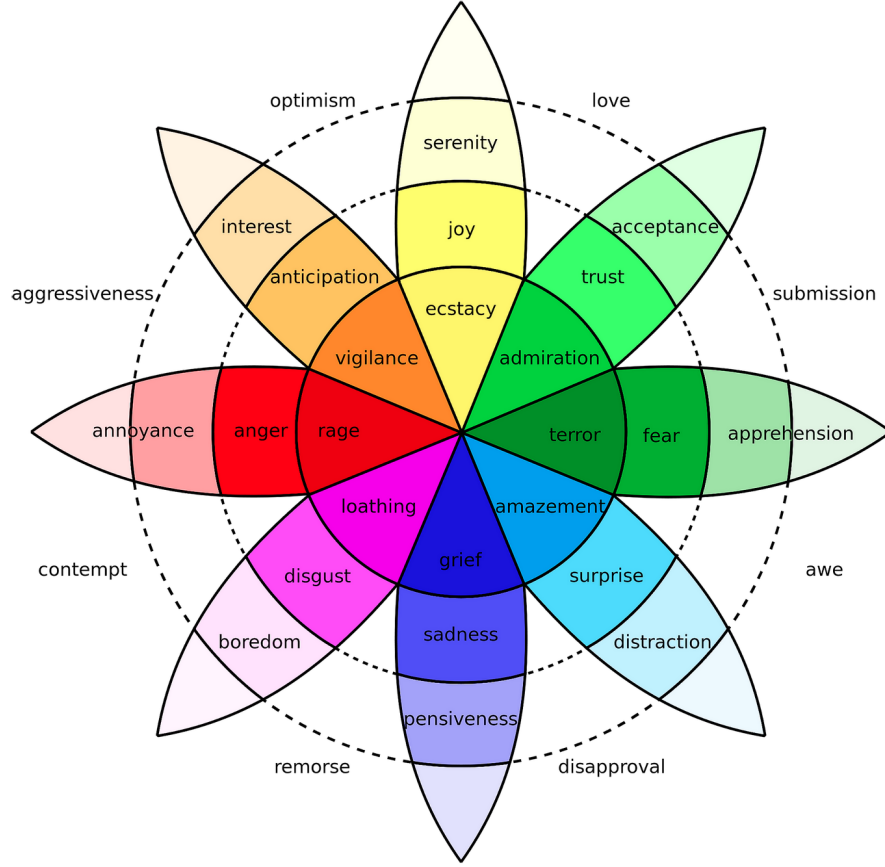 optimism
love
serenity
interest
acceptance
joy
anticipation
trust
aggressiveness
submission
ecstacy
vigilance
admiration
annoyance
anger
rage
terror
fear
apprehension
loathing
amazement
grief
contempt
awe
disgust
surprise
sadness
boredom
distraction
pensiveness
remorse
disapproval